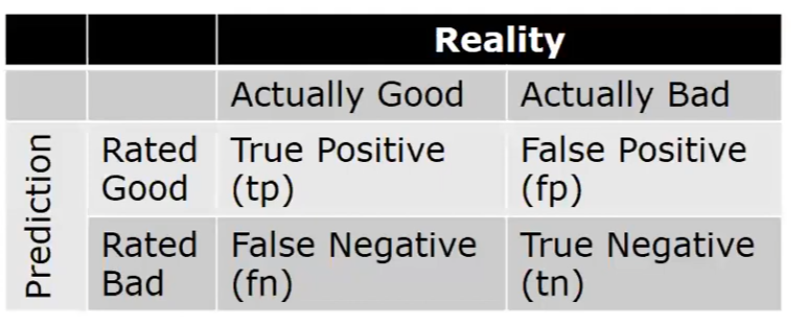 Reality
Actually Good Actually Bad
Prediction
Rated Good True Positive (tp) False Positive (fp)
Rated Bad False Negative (fn) True Negative (tn)